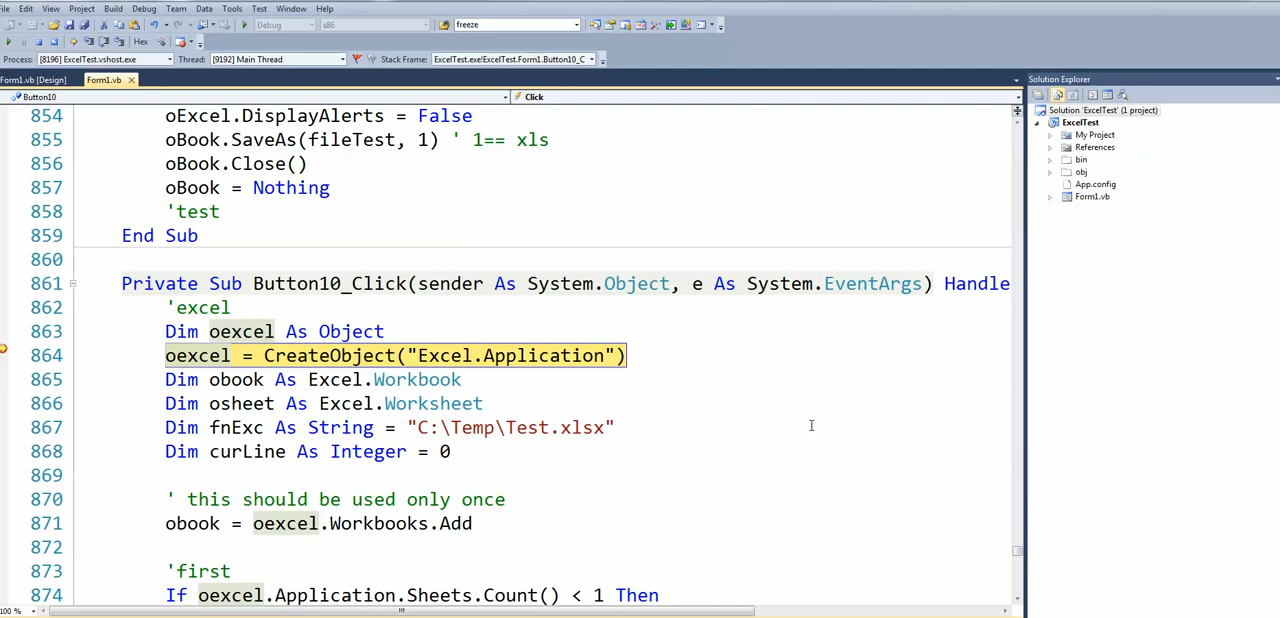 File Edit View Project Build Debug Team Data Tools Test Window Help
Debug x86 freeze
Hex
Process: [8196] ExcelTest.vshost.exe Thread: [9192] Main Thread Stack Frame: ExcelTest.exe!ExcelTest.Form1.Button10_C
Form1.vb [Design] Form1.vb Solution Explorer
Button10 Click
Solution 'ExcelTest' (1 project)
ExcelTest
My Project
References
bin
obj
App.config
Form1.vb
854 oExcel.DisplayAlerts = False
855 oBook.SaveAs(fileTest, 1) ' 1== xls
856 oBook.Close()
857 oBook = Nothing
858 'test
859 End Sub
860
861 Private Sub Button10_Click(sender As System.Object, e As System.EventArgs) Handle
862 'excel
863 Dim oexcel As Object
864 oexcel = CreateObject("Excel.Application")
865 Dim obook As Excel.Workbook
866 Dim osheet As Excel.Worksheet
867 Dim fnExc As String = "C:\Temp\Test.xlsx"
868 Dim curLine As Integer = 0
869
870 ' this should be used only once
871 obook = oexcel.Workbooks.Add
872
873 'first
874 If oexcel.Application.Sheets.Count() < 1 Then
100 %